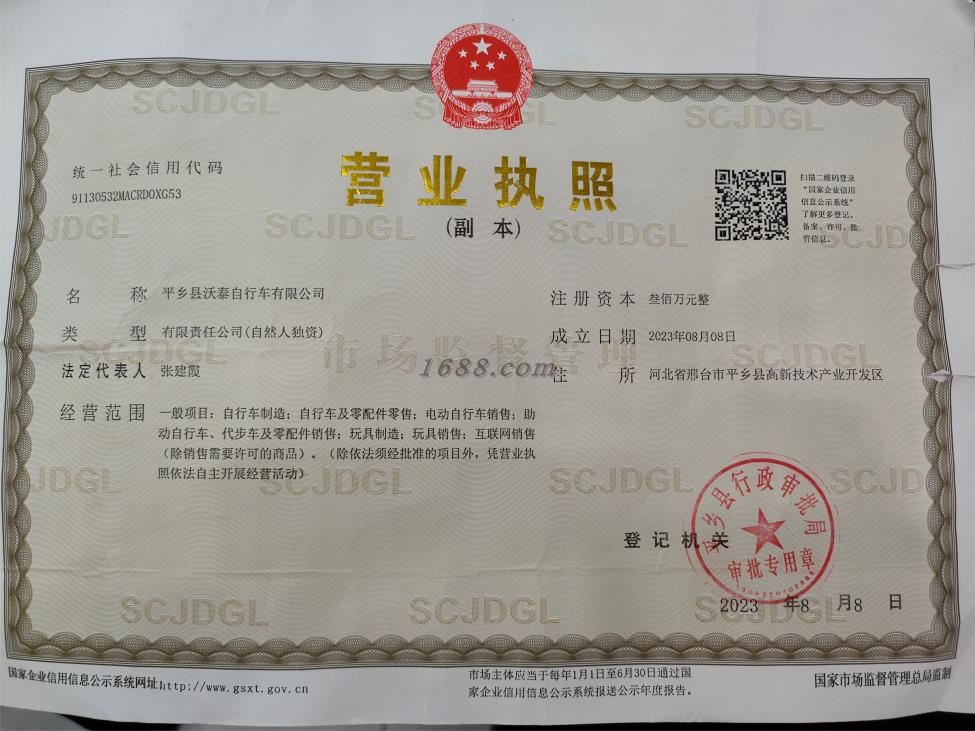 营业执照
(副 本)
统一社会信用代码
91130532MACRDOXG53
扫描二维码登录
“国家企业信用
信息公示系统”
了解更多登记、
备案、许可、监
管信息。
名 称 平乡县沃泰自行车有限公司
类 型 有限责任公司(自然人独资)
法定代表人 张建霞
经营范围 一般项目：自行车制造；自行车及零配件零售；电动自行车销售；助
动自行车、代步车及零配件销售；玩具制造；玩具销售；互联网销售
（除销售需要许可的商品）。（除依法须经批准的项目外，凭营业执
照依法自主开展经营活动）
注册资本 叁佰万元整
成立日期 2023年08月08日
住 所 河北省邢台市平乡县高新技术产业开发区
市场监督管理
1688.com
SCJDGL
登记机关
平乡县行政审批局
审批专用章
2023 年8 月8 日
国家企业信用信息公示系统网址http://www.gsxt.gov.cn
市场主体应当于每年1月1日至6月30日通过国
家企业信用信息公示系统报送公示年度报告。
国家市场监督管理总局监制